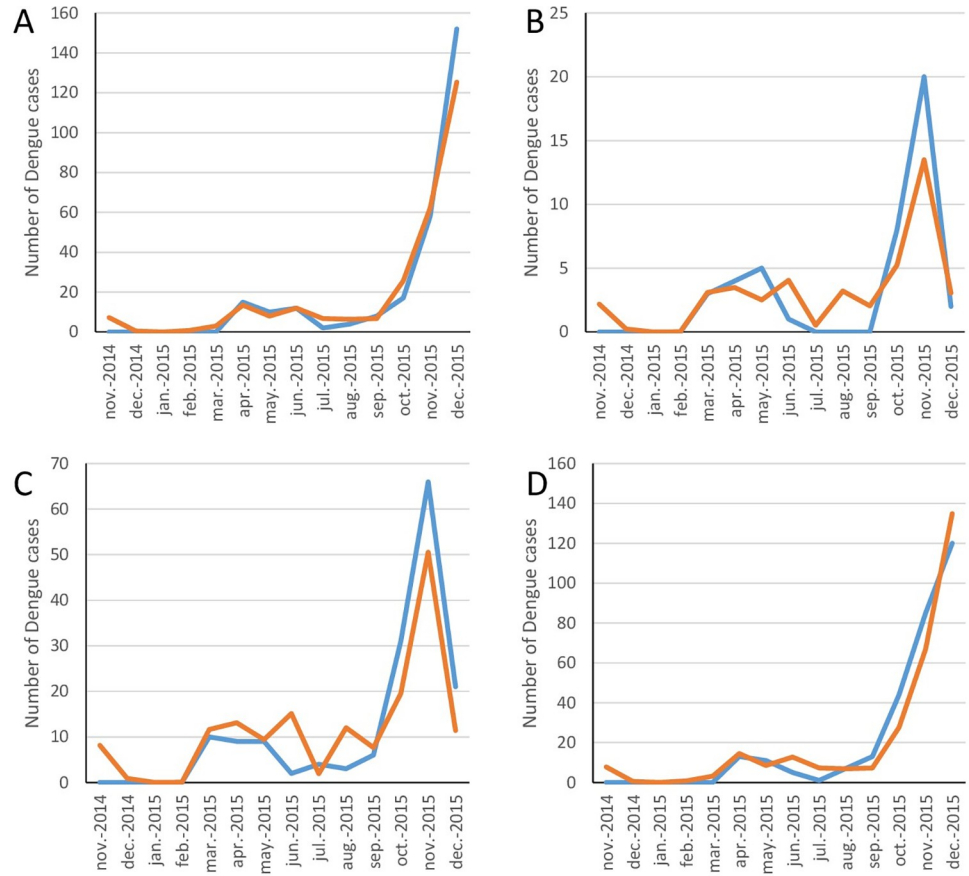 A
Number of Dengue cases
160
140
120
100
80
60
40
20
0
nov.-2014
dec.-2014
jan.-2015
feb.-2015
mar.-2015
apr.-2015
may.-2015
jun.-2015
jul.-2015
aug.-2015
sep.-2015
oct.-2015
nov.-2015
dec.-2015
B
Number of Dengue cases
25
20
15
10
5
0
nov.-2014
dec.-2014
jan.-2015
feb.-2015
mar.-2015
apr.-2015
may.-2015
jun.-2015
jul.-2015
aug.-2015
sep.-2015
oct.-2015
nov.-2015
dec.-2015
C
Number of Dengue cases
70
60
50
40
30
20
10
0
nov.-2014
dec.-2014
jan.-2015
feb.-2015
mar.-2015
apr.-2015
may.-2015
jun.-2015
jul.-2015
aug.-2015
sep.-2015
oct.-2015
nov.-2015
dec.-2015
D
Number of Dengue cases
160
140
120
100
80
60
40
20
0
nov.-2014
dec.-2014
jan.-2015
feb.-2015
mar.-2015
apr.-2015
may.-2015
jun.-2015
jul.-2015
aug.-2015
sep.-2015
oct.-2015
nov.-2015
dec.-2015